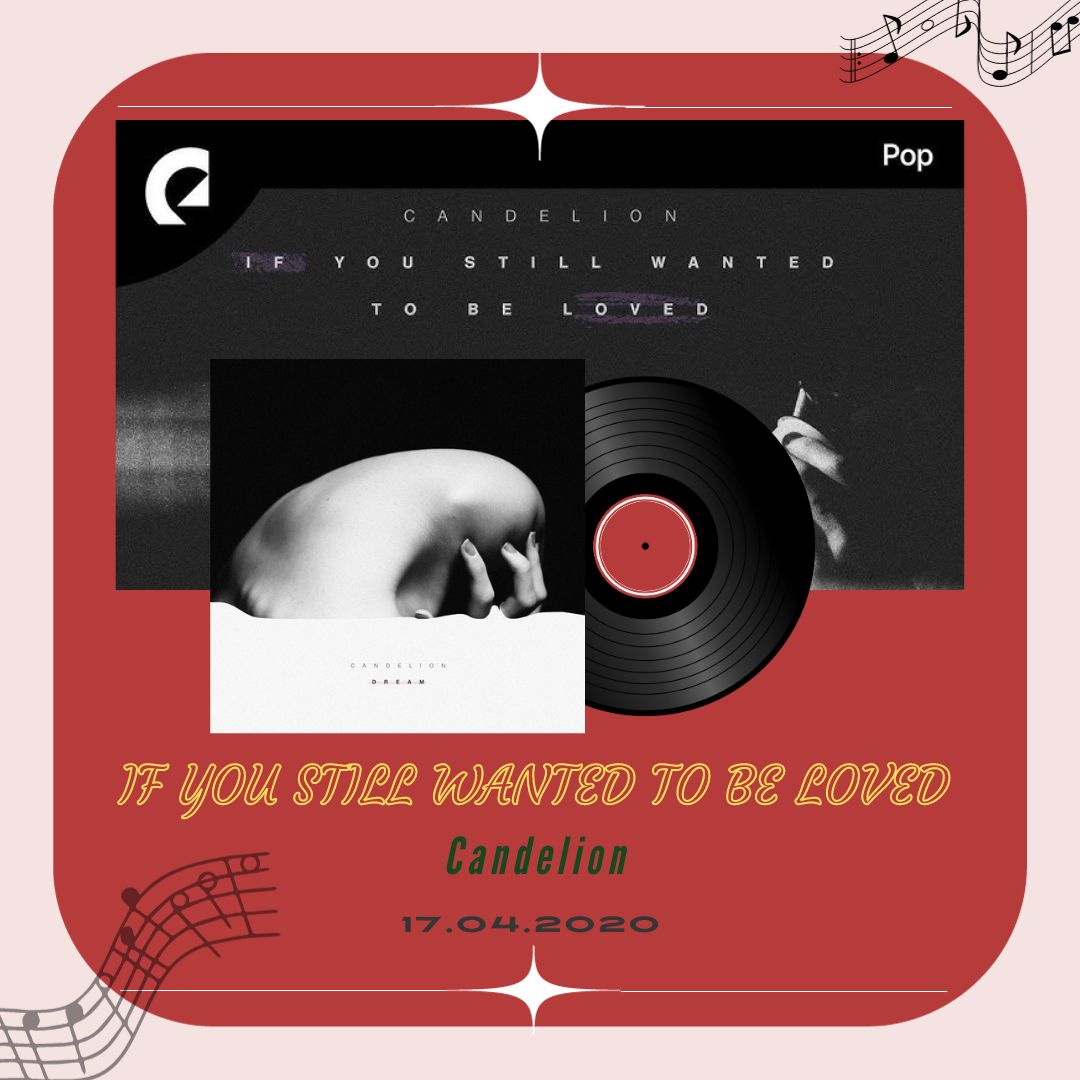 Pop
CANDELION
IF YOU STILL WANTED
TO BE LOVED
CANDELION
DREAM
IF YOU STILL WANTED TO BE LOVED
Candelion
17.04.2020